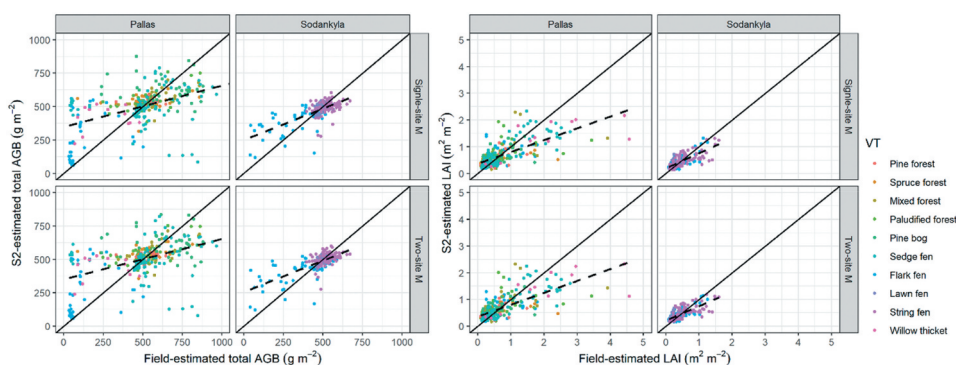 Pallas
Sodankyla
1000
750
500
250
0
Signle-site M
1000
750
500
250
0
Two-site M
0 250 500 750 1000
0 250 500 750 1000
S2-estimated total AGB (g m⁻²)
Field-estimated total AGB (g m⁻²)
Pallas
Sodankyla
5
4
3
2
1
0
Signle-site M
5
4
3
2
1
0
Two-site M
0 1 2 3 4 5
0 1 2 3 4 5
S2-estimated LAI (m² m⁻²)
Field-estimated LAI (m² m⁻²)
VT
Pine forest
Spruce forest
Mixed forest
Paludified forest
Pine bog
Sedge fen
Flark fen
Lawn fen
String fen
Willow thicket